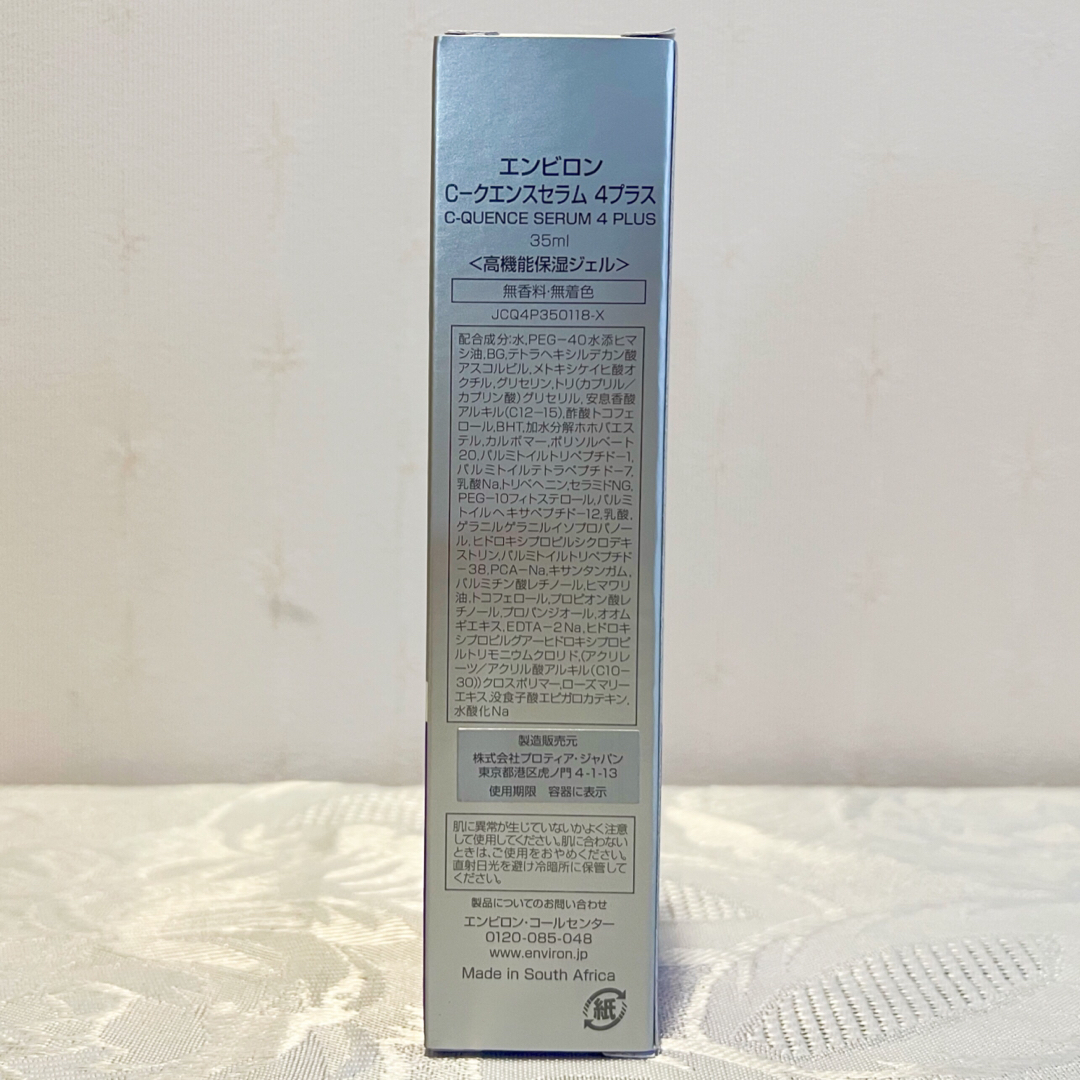 エンビロン
C-クエンスセラム 4プラス
C-QUENCE SERUM 4 PLUS
35ml
<高機能保湿ジェル>
無香料・無着色
JCQ4P350118-X
配合成分:水,PEG-40水添ヒマ
シ油,BG,テトラヘキシルデカン酸
アスコルビル,メトキシケイヒ酸オ
クチル,グリセリン,トリ(カプリル/
カプリン酸)グリセリル,安息香酸
アルキル(C12-15),酢酸トコフェ
ロール,BHT,加水分解ホホバエス
テル,カルボマー,ポリソルベート
20,パルミトイルトリペプチド-1,
パルミトイルテトラペプチド-7,
乳酸Na,トリベヘニン,セラミドNG,
PEG-10フィトステロール,パルミ
トイルヘキサペプチド-12,乳酸,
ゲラニルゲラニルイソプロパノー
ル,ヒドロキシプロピルシクロデキ
ストリン,パルミトイルトリペプチド
-38,PCA-Na,キサンタンガム,
パルミチン酸レチノール,ヒマワリ
油,トコフェロール,プロピオン酸レ
チノール,プロパンジオール,オオム
ギエキス,EDTA-2Na,ヒドロキ
シプロピルグアーヒドロキシプロピ
ルトリモニウムクロリド,(アクリレ
ーツ/アクリル酸アルキル(C10-
30))クロスポリマー,ローズマリー
エキス,没食子酸エピガロカテキン,
水酸化Na
製造販売元
株式会社プロティア・ジャパン
東京都港区虎ノ門4-1-13
使用期限 容器に表示
肌に異常が生じていないかよく注意
して使用してください。肌に合わない
ときは、ご使用をおやめください。
直射日光を避け冷暗所に保管して
ください。
製品についてのお問い合わせ
エンビロン・コールセンター
0120-085-048
www.environ.jp
Made in South Africa
紙